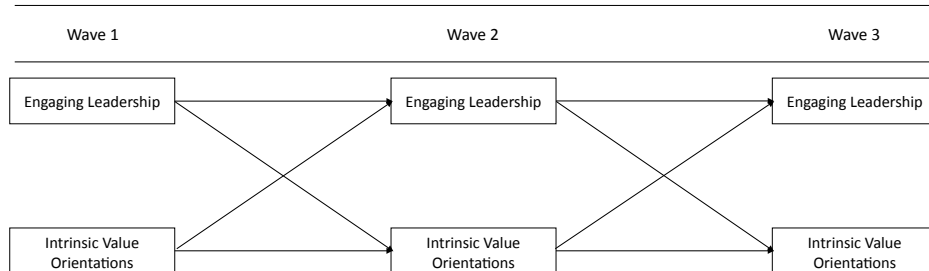 Wave 1 Wave 2 Wave 3
Engaging Leadership Engaging Leadership Engaging Leadership
Intrinsic Value Intrinsic Value Intrinsic Value
Orientations Orientations Orientations